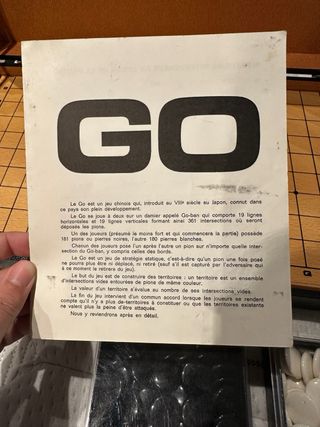 GO
Le Go est un jeu chinois qui, introduit au VIIIᵉ siècle au Japon, connut dans
ce pays son plein développement.
Le Go se joue à deux sur un damier appelé Go-ban qui comporte 19 lignes
horizontales et 19 lignes verticales formant ainsi 361 intersections où seront
déposés les pions.
Un des joueurs (présumé le moins fort et qui commencera la partie) possède
181 pions ou pierres noires, l'autre 180 pierres blanches.
Chacun des joueurs pose l'un après l'autre un pion sur n'importe quelle inter-
section du Go-ban, y compris celles des bords.
Le Go est un jeu de stratégie statique, c'est-à-dire qu'un pion une fois posé
ne pourra plus être ni déplacé, ni retiré (sauf s'il est capturé par l'adversaire qui
à ce moment le retirera du jeu).
Le but du jeu est de construire des territoires : un territoire est un ensemble
d'intersections vides entourées de pions de même couleur.
La valeur d'un territoire s'évalue au nombre de ses intersections vides.
La fin du jeu intervient d'un commun accord lorsque les joueurs se rendent
compte qu'il n'y a plus de territoires à constituer ou que les territoires existants
ne valent plus la peine d'être attaqués.
Nous y reviendrons après en détail.